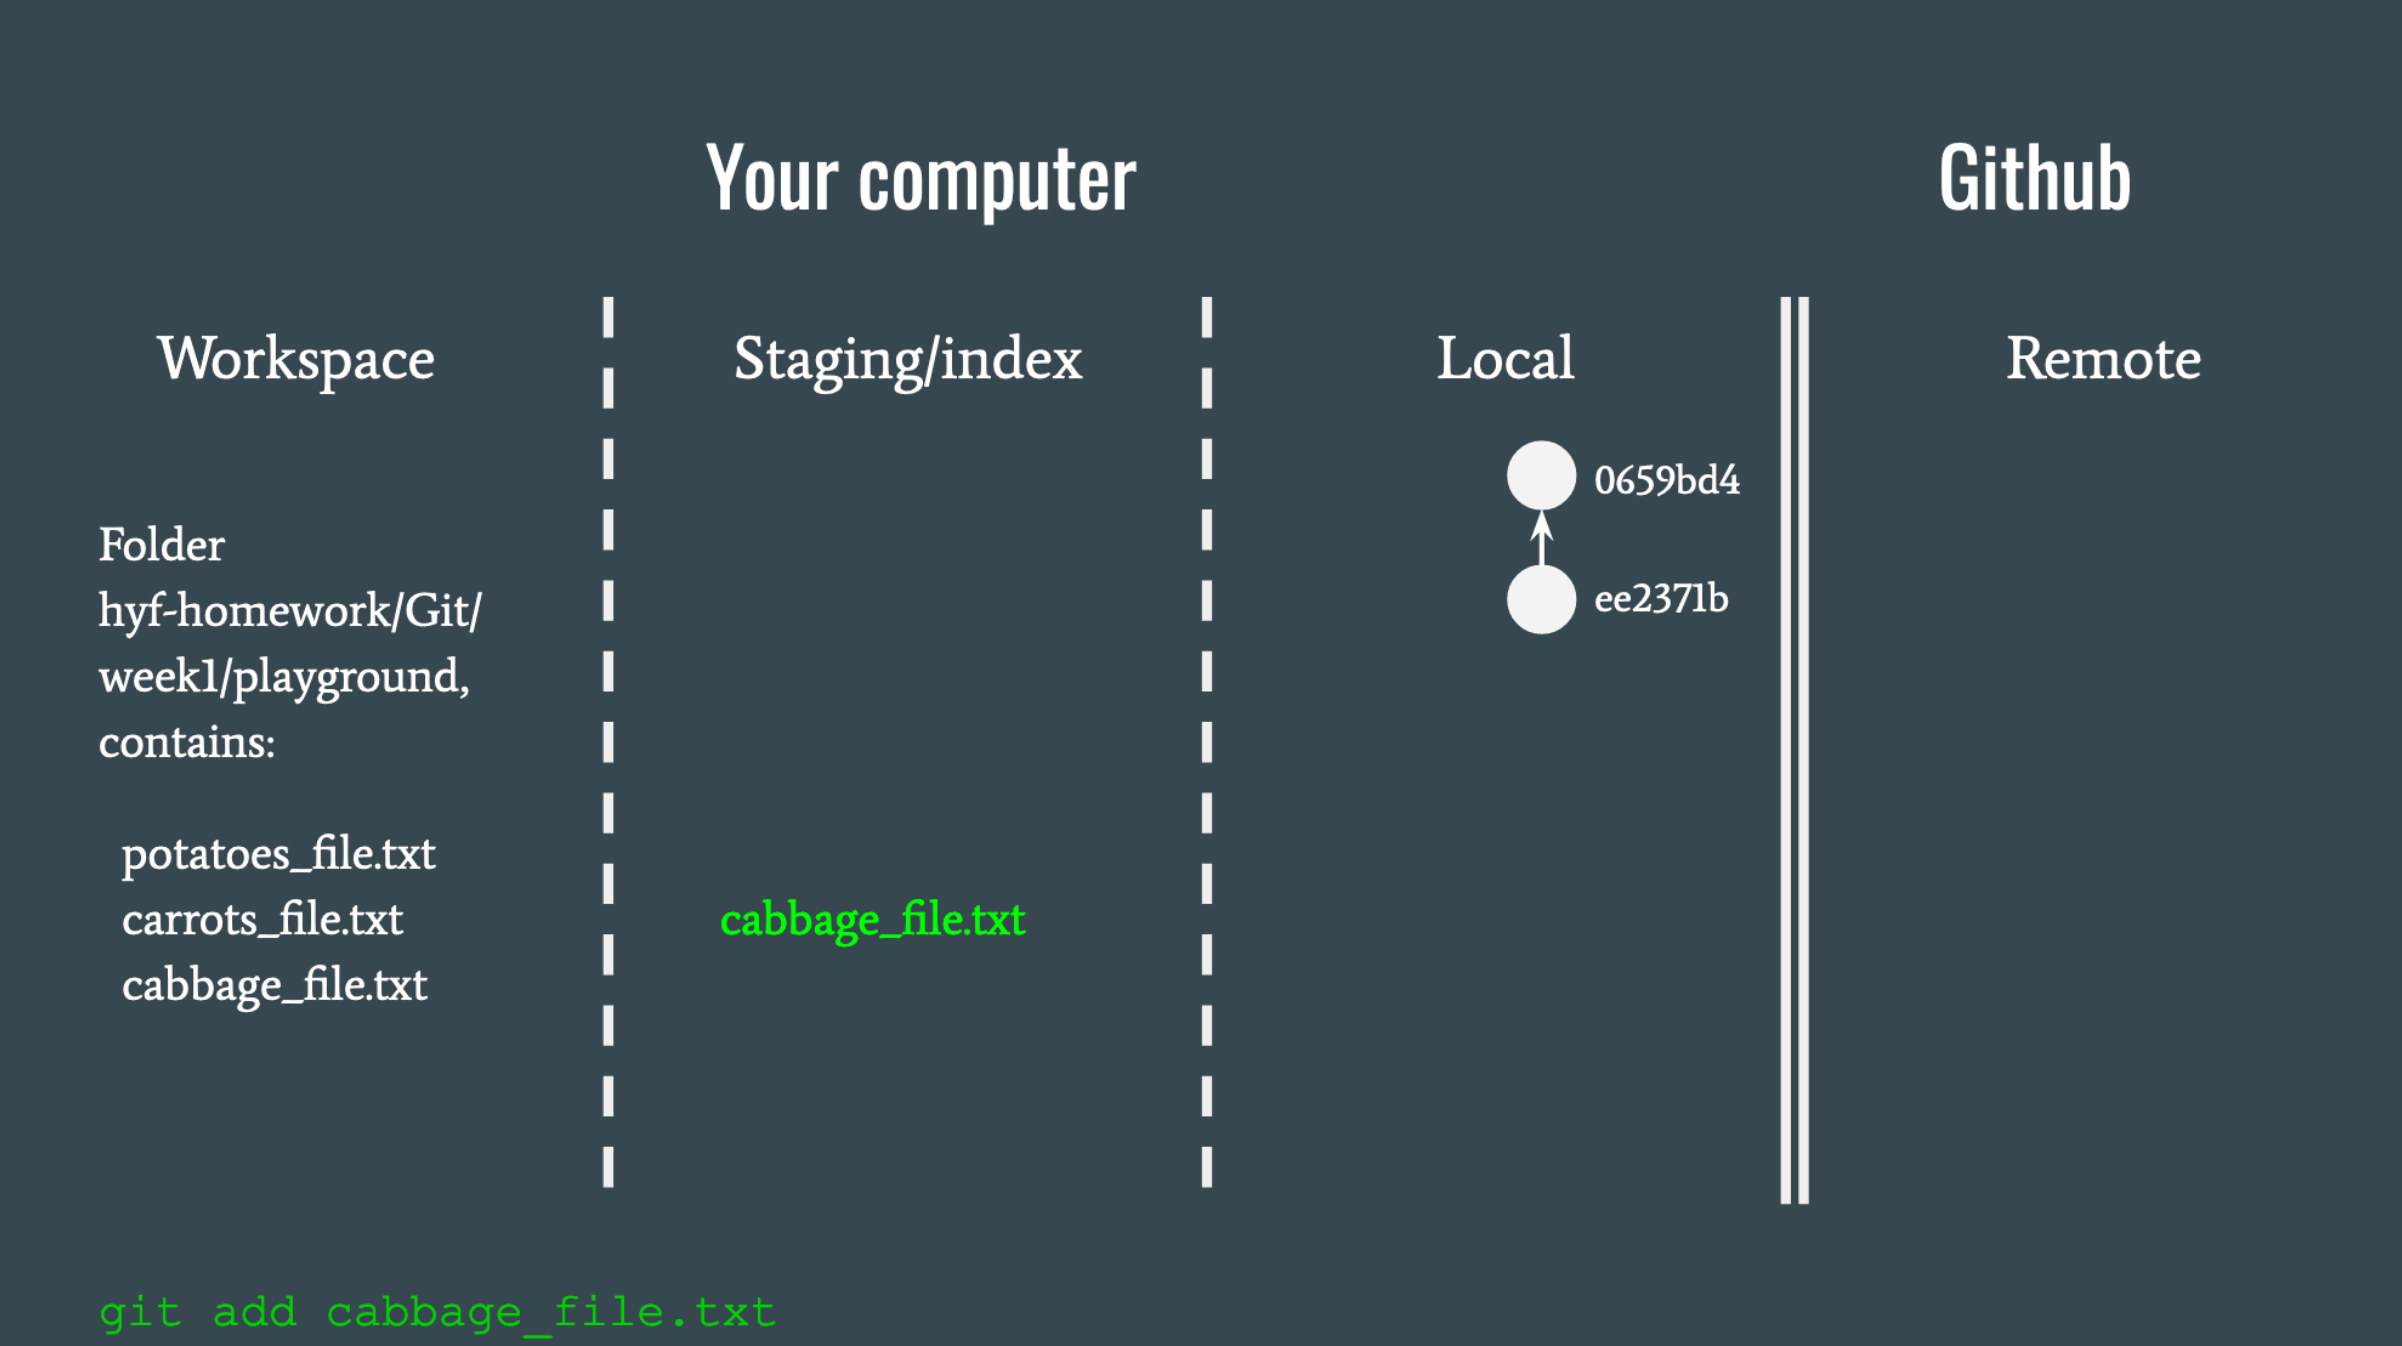 Your computer
Github
Workspace
Staging/index
Local
Remote
0659bd4
ee2371b
Folder
hyf-homework/Git/
week1/playground,
contains:
potatoes_file.txt
carrots_file.txt
cabbage_file.txt
cabbage_file.txt
git add cabbage_file.txt